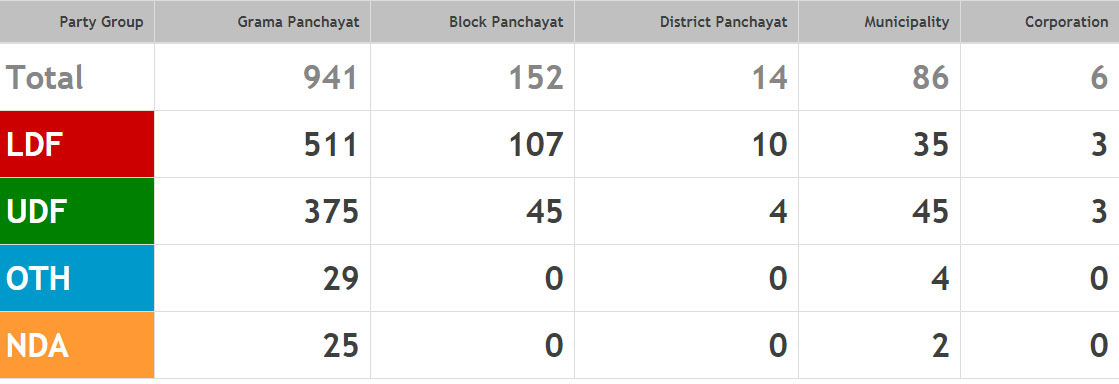 Party Group Grama Panchayat Block Panchayat District Panchayat Municipality Corporation
Total 941 152 14 86 6
LDF 511 107 10 35 3
UDF 375 45 4 45 3
OTH 29 0 0 4 0
NDA 25 0 0 2 0